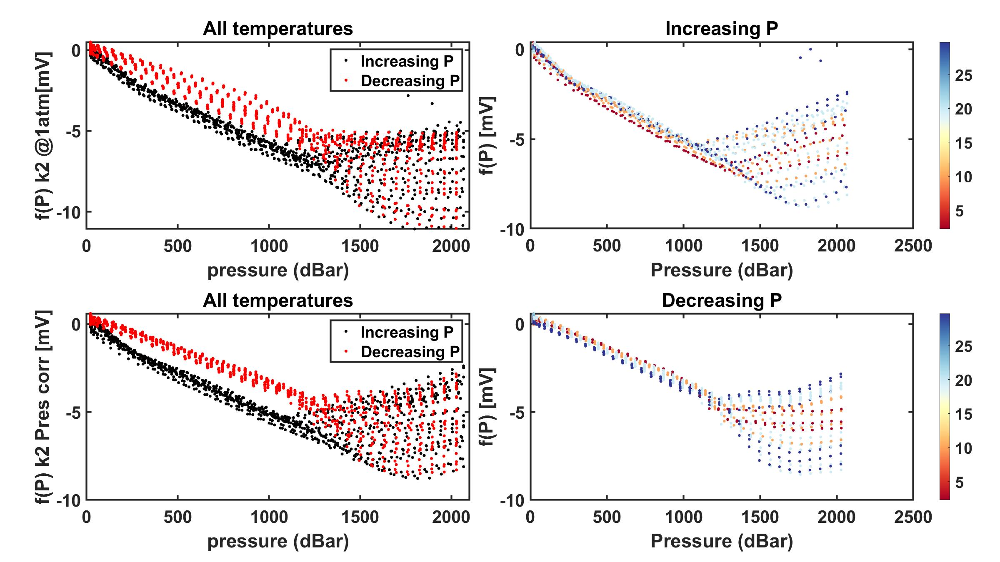 All temperatures
f(P) k2 @1atm[mV]
0
-5
-10
Increasing P
Decreasing P
0 500 1000 1500 2000
pressure (dBar)
Increasing P
f(P) [mV]
0
-5
-10
0 500 1000 1500 2000 2500
Pressure (dBar)
25
20
15
10
5
All temperatures
f(P) k2 Pres corr [mV]
0
-5
-10
Increasing P
Decreasing P
0 500 1000 1500 2000
pressure (dBar)
Decreasing P
f(P) [mV]
0
-5
-10
0 500 1000 1500 2000 2500
Pressure (dBar)
25
20
15
10
5